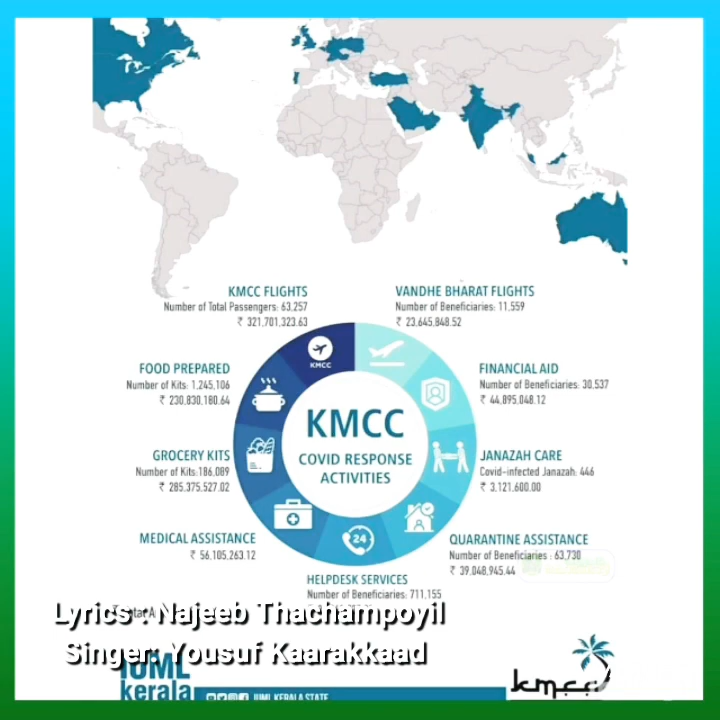 KMCC FLIGHTS
Number of Total Passengers: 63,257
₹ 321,701,323.63
VANDHE BHARAT FLIGHTS
Number of Beneficiaries: 11,559
₹ 23,645,848.52
KMCC
FOOD PREPARED
Number of Kits: 1,245,106
₹ 230,830,180.64
FINANCIAL AID
Number of Beneficiaries: 30,537
₹ 44,895,048.12
KMCC
COVID RESPONSE
ACTIVITIES
GROCERY KITS
Number of Kits:186,089
₹ 285,375,527.02
JANAZAH CARE
Covid-infected Janazah: 446
₹ 3,121,600.00
MEDICAL ASSISTANCE
₹ 56,105,263.12
24
QUARANTINE ASSISTANCE
Number of Beneficiaries : 63,730
₹ 39,048,945.44
HELPDESK SERVICES
Number of Beneficiaries: 711,155
Lyrics : Najeeb Thachampoyil
Singer: Yousuf Kaarakkaad
IUML
kerala
IUML KERALA STATE
kmcc